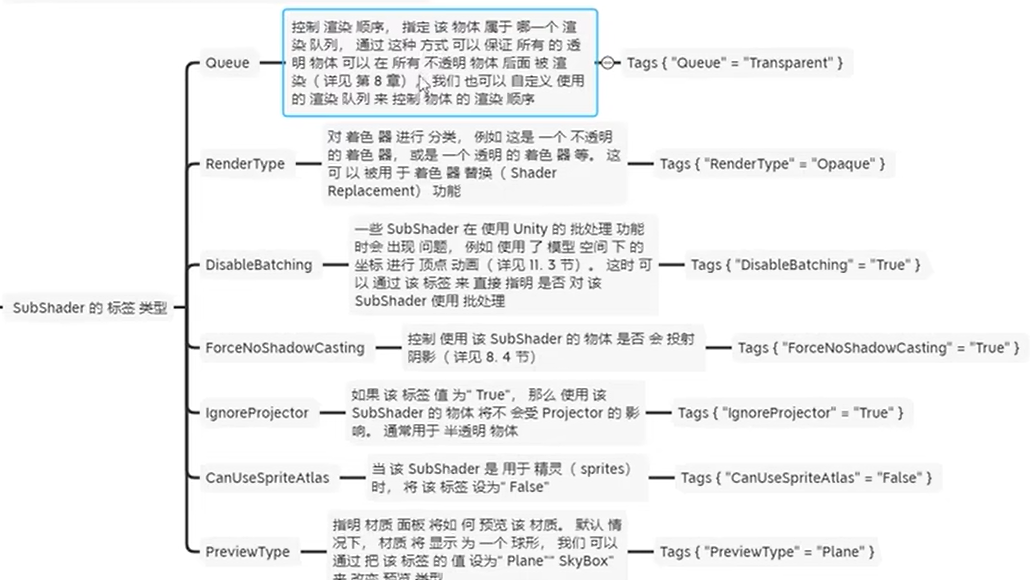 控制 渲染 顺序， 指定 该 物体 属于 哪一个 渲
染 队列， 通过 这种 方式 可以 保证 所有 的 透
明 物体 可以 在 所有 不透明 物体 后面 被 渲
染（ 详见 第 8 章） ， 我们 也可以 自定义 使用
的 渲染 队列 来 控制 物体 的 渲染 顺序
Queue
Tags { "Queue" = "Transparent" }
对 着色 器 进行 分类， 例如 这是 一个 不透明
的 着色 器， 或是 一个 透明 的 着色 器 等。 这
可 以 被用 于 着色 器 替换（ Shader
Replacement） 功能
RenderType
Tags { "RenderType" = "Opaque" }
一些 SubShader 在 使用 Unity 的 批处理 功能
时会 出现 问题， 例如 使用 了 模型 空间 下 的
坐标 进行 顶点 动画（ 详见 11. 3 节） 。 这时 可
以 通过 该 标签 来 直接 指明 是否 对 该
SubShader 使用 批处理
DisableBatching
Tags { "DisableBatching" = "True" }
SubShader 的 标签 类型
控制 使用 该 SubShader 的 物体 是否 会 投射
阴影（ 详见 8. 4 节）
ForceNoShadowCasting
Tags { "ForceNoShadowCasting" = "True" }
如果 该 标签 值 为“ True”， 那么 使用 该
SubShader 的 物体 将不 会受 Projector 的 影
响。 通常用于 半透明 物体
IgnoreProjector
Tags { "IgnoreProjector" = "True" }
当 该 SubShader 是 用于 精灵（ sprites）
时， 将 该 标签 设为“ False”
CanUseSpriteAtlas
Tags { "CanUseSpriteAtlas" = "False" }
指明 材质 面板 将如 何 预览 该 材质。 默认 情
况下， 材质 将 显示 为 一个 球形， 我们 可以
通过 把 该 标签 的 值 设为“ Plane”“ SkyBox”
来 改变 预览 类型
PreviewType
Tags { "PreviewType" = "Plane" }